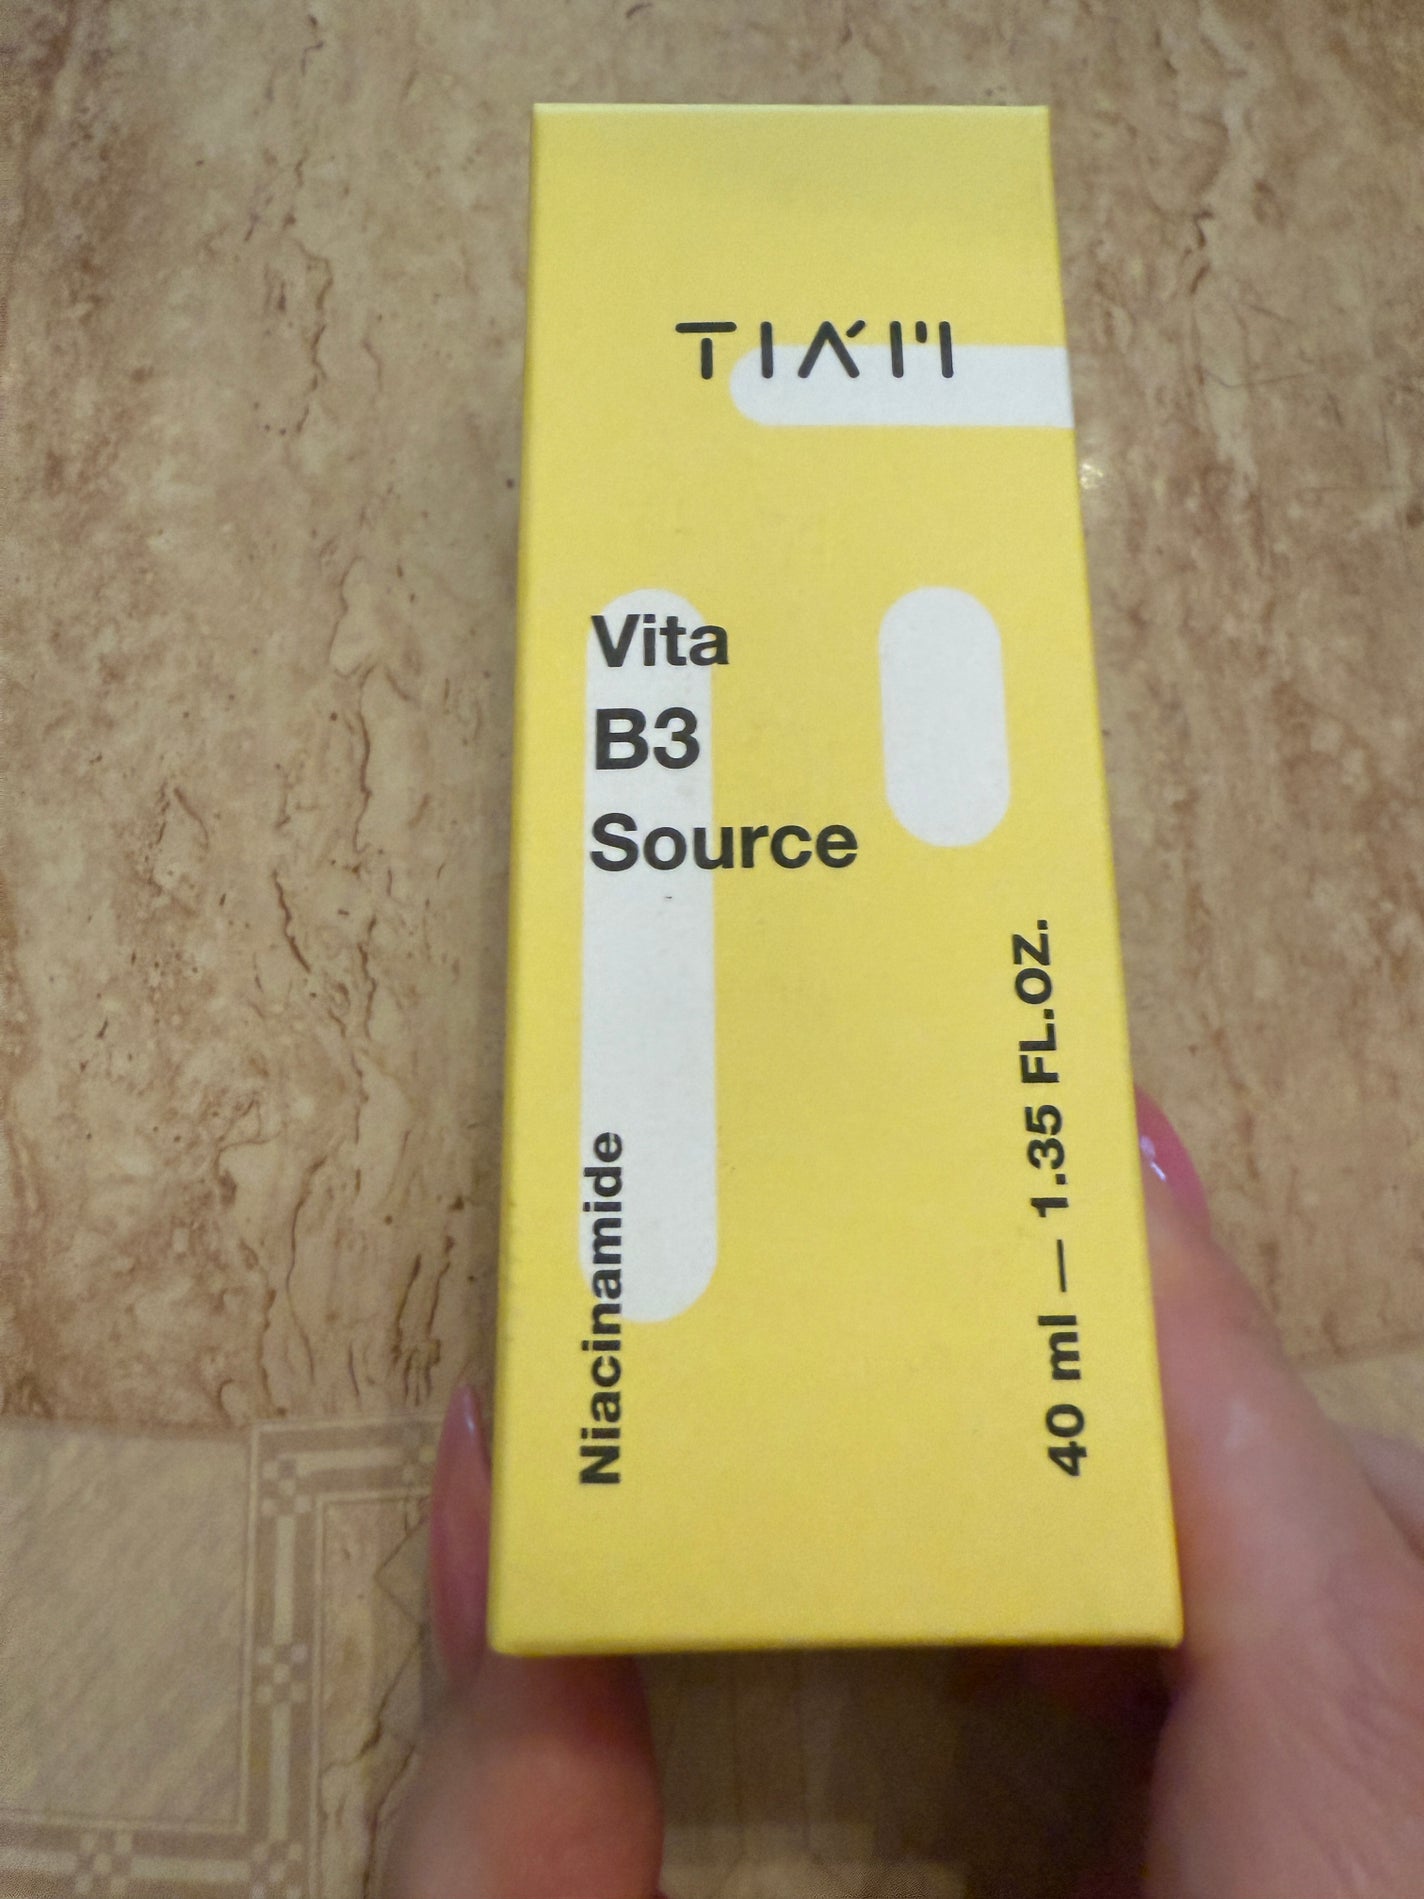 TIAM
Vita
B3
Source
Niacinamide
40 ml — 1.35 FL.OZ.